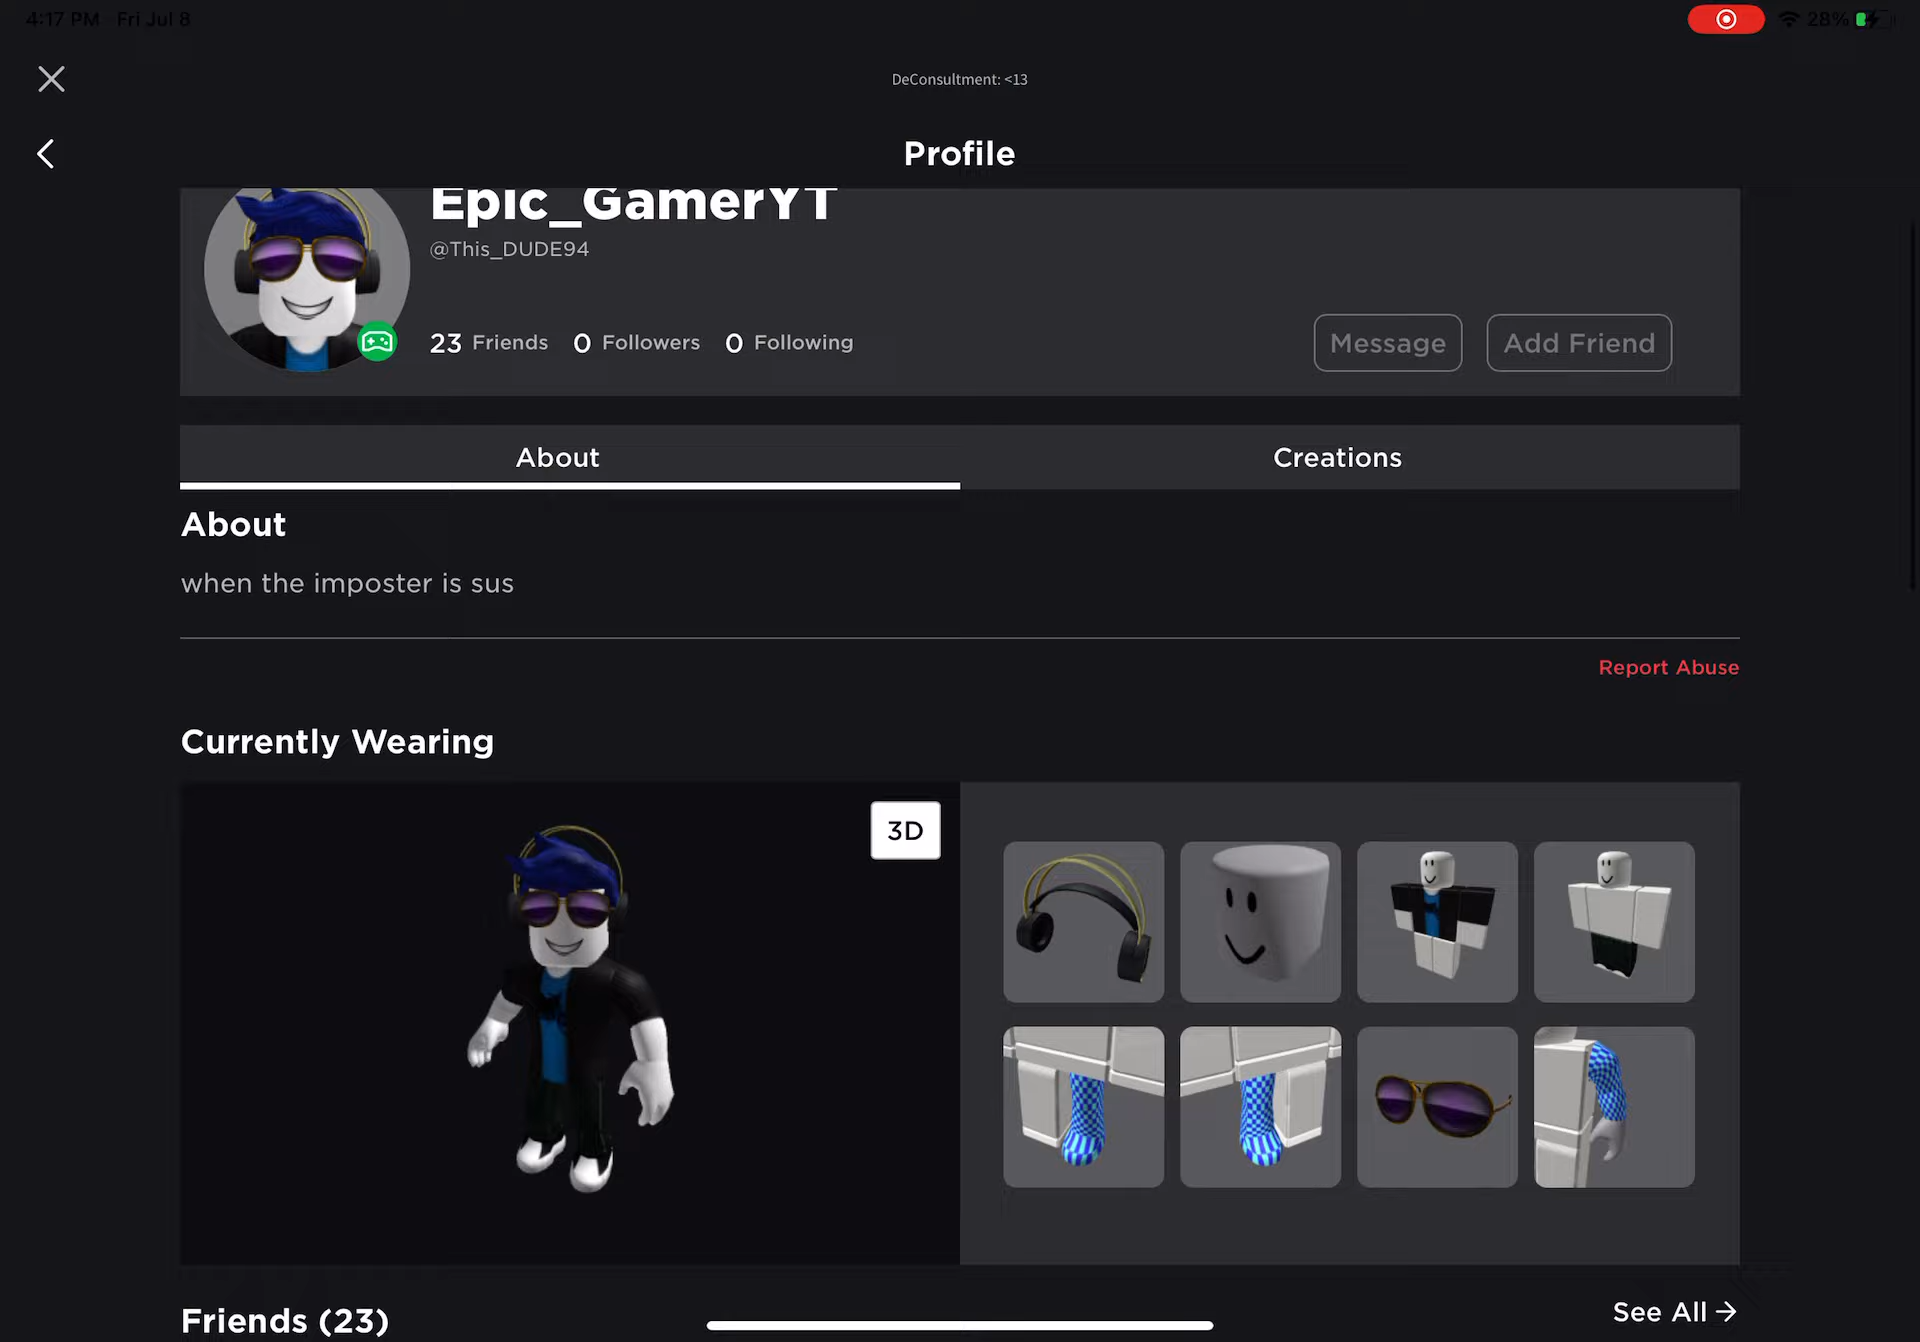 4:17 PM Fri Jul 8
28%
DeConsultment: <13
Profile
Epic_GamerYT
@This_DUDE94
23 Friends 0 Followers 0 Following
Message
Add Friend
About
Creations
About
when the imposter is sus
Report Abuse
Currently Wearing
3D
Friends (23)
See All